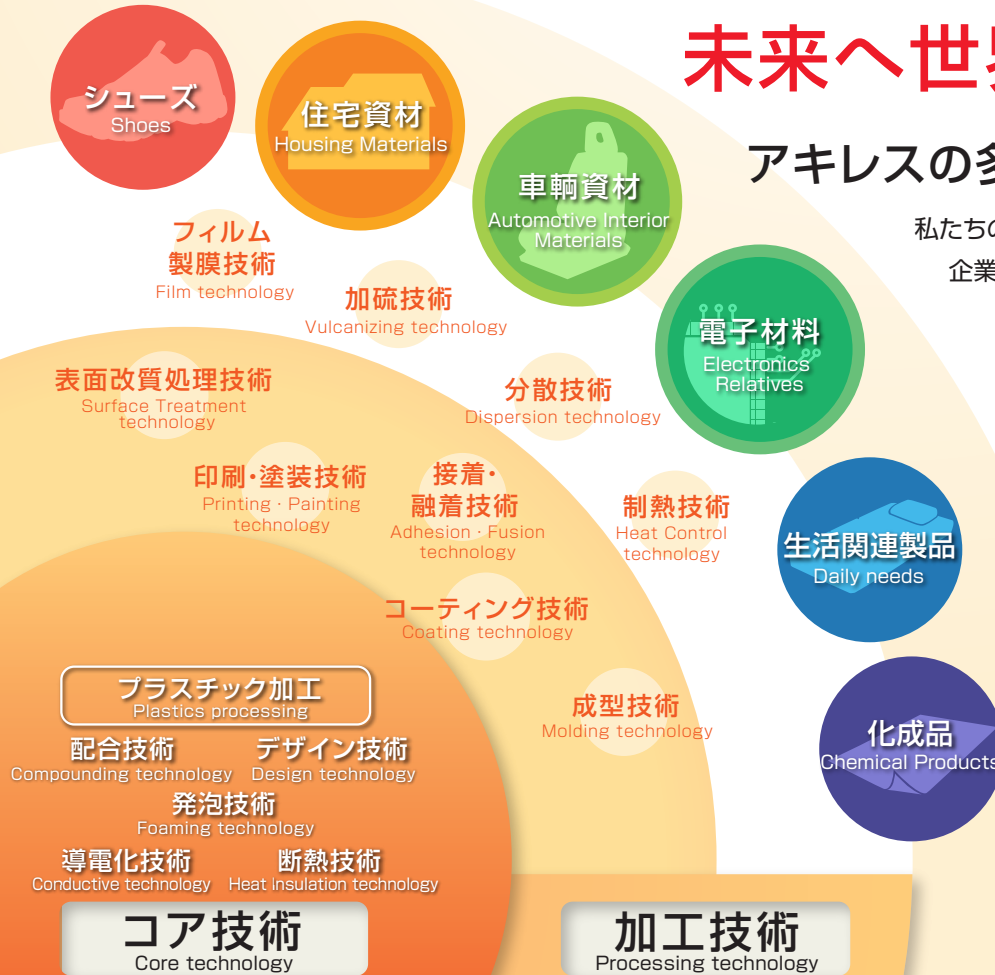 未来へ世界
アキレスの多
私たちの
企業
シューズ
Shoes
住宅資材
Housing Materials
車輌資材
Automotive Interior
Materials
電子材料
Electronics
Relatives
生活関連製品
Daily needs
化成品
Chemical Products
フィルム
製膜技術
Film technology
加硫技術
Vulcanizing technology
分散技術
Dispersion technology
制熱技術
Heat Control
technology
表面改質処理技術
Surface Treatment
technology
印刷・塗装技術
Printing · Painting
technology
接着・
融着技術
Adhesion · Fusion
technology
コーティング技術
Coating technology
成型技術
Molding technology
プラスチック加工
Plastics processing
配合技術
Compounding technology
デザイン技術
Design technology
発泡技術
Foaming technology
導電化技術
Conductive technology
断熱技術
Heat insulation technology
コア技術
Core technology
加工技術
Processing technology